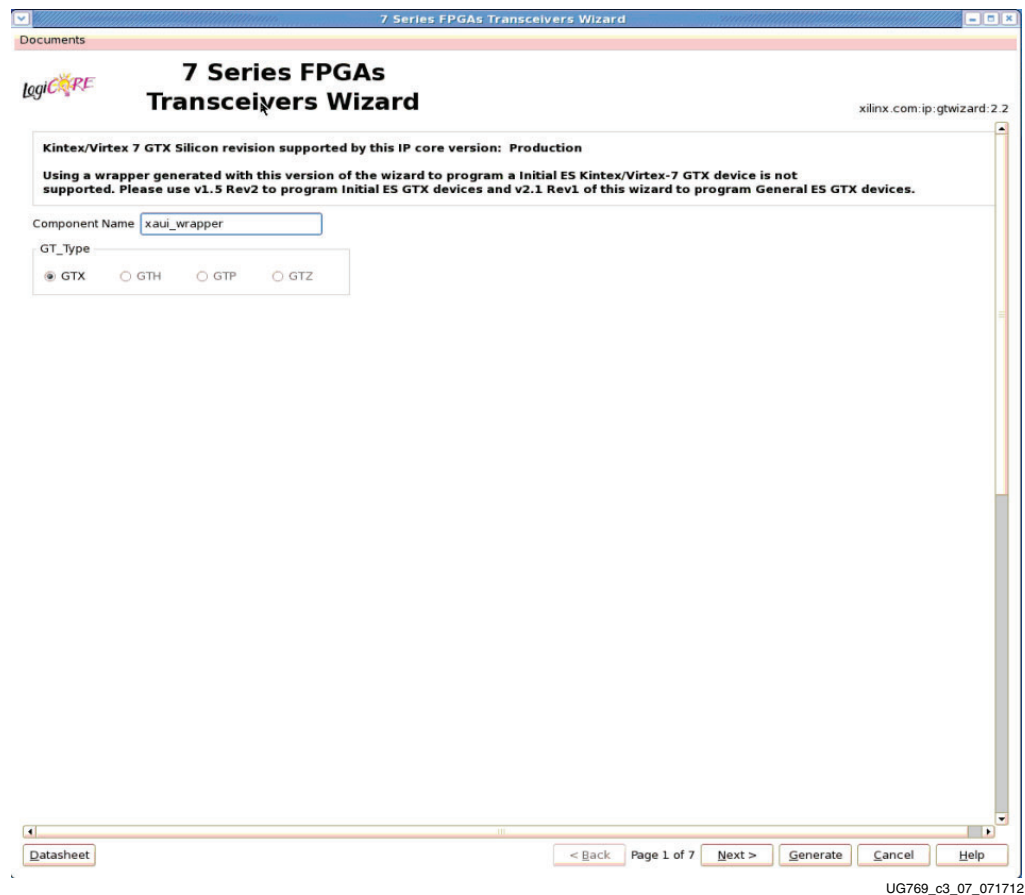 7 Series FPGAs Transceivers Wizard
Documents
logiCORE
7 Series FPGAs
Transceivers Wizard
xilinx.com:ip:gtwizard:2.2
Kintex/Virtex 7 GTX Silicon revision supported by this IP core version: Production
Using a wrapper generated with this version of the wizard to program a Initial ES Kintex/Virtex-7 GTX device is not
supported. Please use v1.5 Rev2 to program Initial ES GTX devices and v2.1 Rev1 of this wizard to program General ES GTX devices.
Component Name xaui_wrapper
GT_Type
GTX GTH GTP GTZ
Datasheet < Back Page 1 of 7 Next > Generate Cancel Help
UG769_c3_07_071712